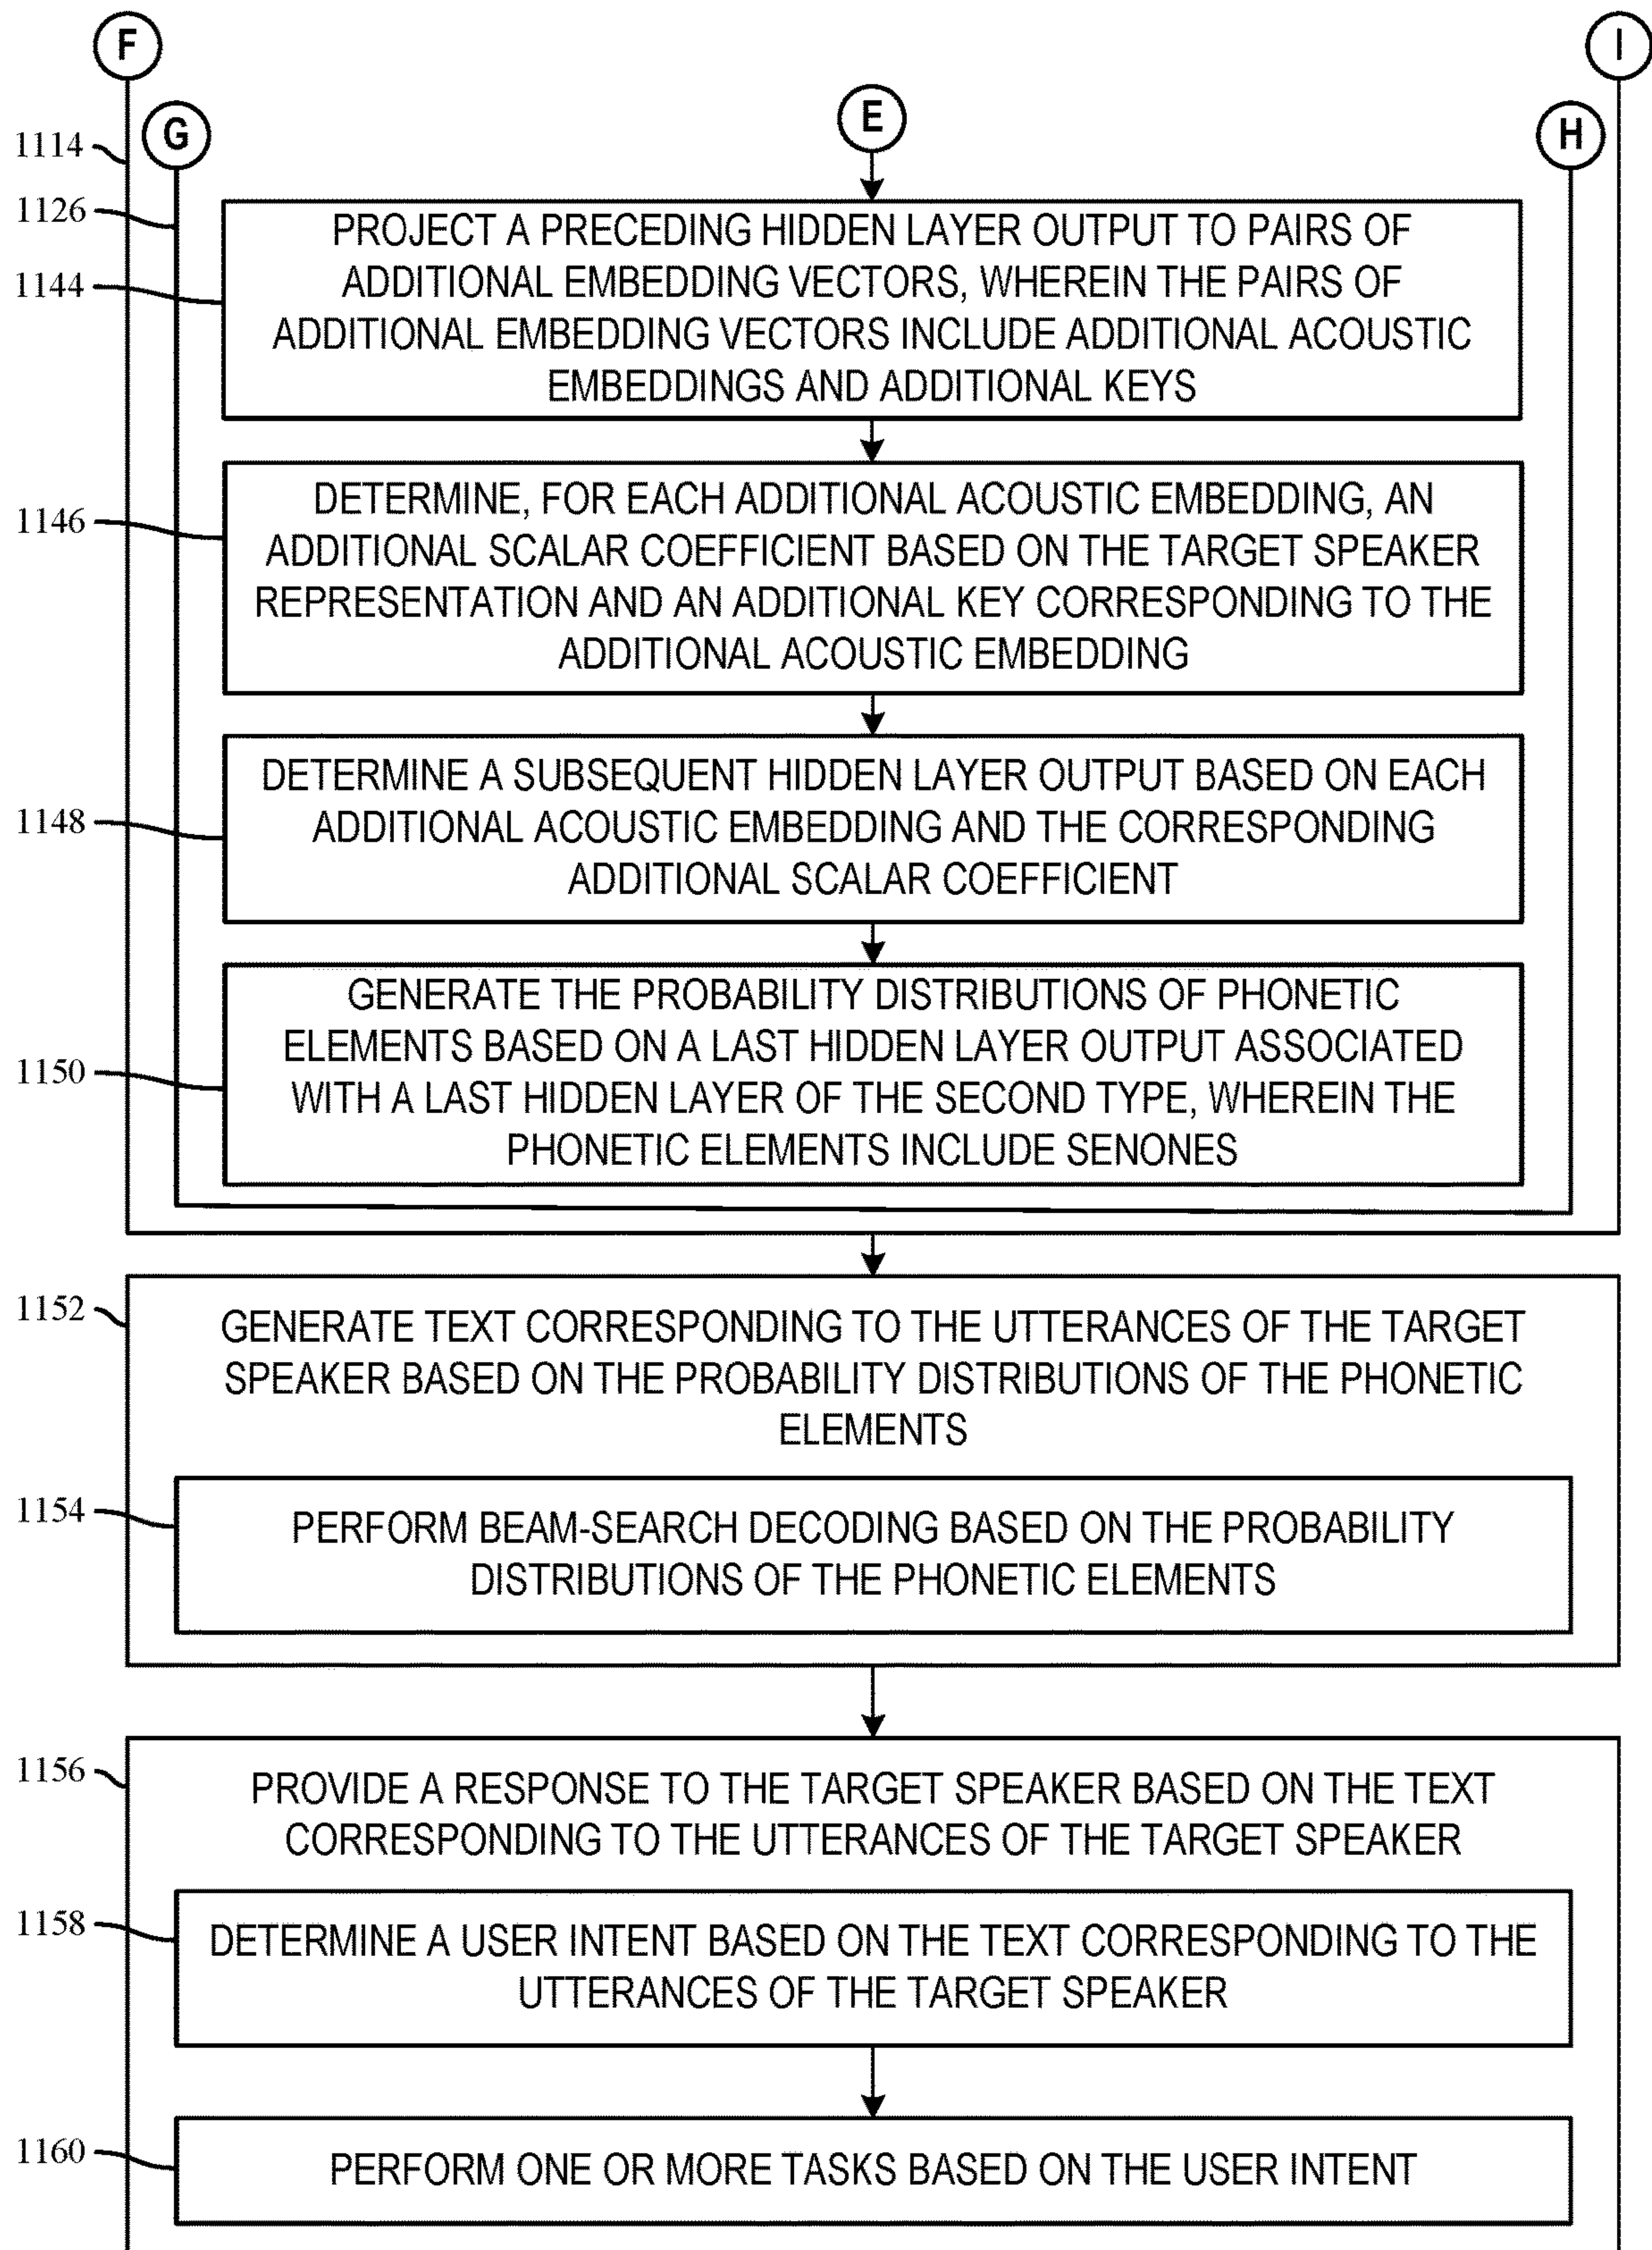 F
I
E
G
H
1114
1126
1144
PROJECT A PRECEDING HIDDEN LAYER OUTPUT TO PAIRS OF
ADDITIONAL EMBEDDING VECTORS, WHEREIN THE PAIRS OF
ADDITIONAL EMBEDDING VECTORS INCLUDE ADDITIONAL ACOUSTIC
EMBEDDINGS AND ADDITIONAL KEYS
1146
DETERMINE, FOR EACH ADDITIONAL ACOUSTIC EMBEDDING, AN
ADDITIONAL SCALAR COEFFICIENT BASED ON THE TARGET SPEAKER
REPRESENTATION AND AN ADDITIONAL KEY CORRESPONDING TO THE
ADDITIONAL ACOUSTIC EMBEDDING
1148
DETERMINE A SUBSEQUENT HIDDEN LAYER OUTPUT BASED ON EACH
ADDITIONAL ACOUSTIC EMBEDDING AND THE CORRESPONDING
ADDITIONAL SCALAR COEFFICIENT
1150
GENERATE THE PROBABILITY DISTRIBUTIONS OF PHONETIC
ELEMENTS BASED ON A LAST HIDDEN LAYER OUTPUT ASSOCIATED
WITH A LAST HIDDEN LAYER OF THE SECOND TYPE, WHEREIN THE
PHONETIC ELEMENTS INCLUDE SENONES
1152
GENERATE TEXT CORRESPONDING TO THE UTTERANCES OF THE TARGET
SPEAKER BASED ON THE PROBABILITY DISTRIBUTIONS OF THE PHONETIC
ELEMENTS
1154
PERFORM BEAM-SEARCH DECODING BASED ON THE PROBABILITY
DISTRIBUTIONS OF THE PHONETIC ELEMENTS
1156
PROVIDE A RESPONSE TO THE TARGET SPEAKER BASED ON THE TEXT
CORRESPONDING TO THE UTTERANCES OF THE TARGET SPEAKER
1158
DETERMINE A USER INTENT BASED ON THE TEXT CORRESPONDING TO THE
UTTERANCES OF THE TARGET SPEAKER
1160
PERFORM ONE OR MORE TASKS BASED ON THE USER INTENT